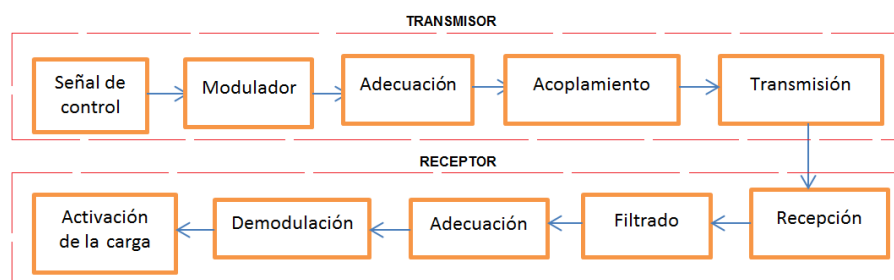 TRANSMISOR
Señal de
control
Modulador
Adecuación
Acoplamiento
Transmisión
RECEPTOR
Activación
de la carga
Demodulación
Adecuación
Filtrado
Recepción